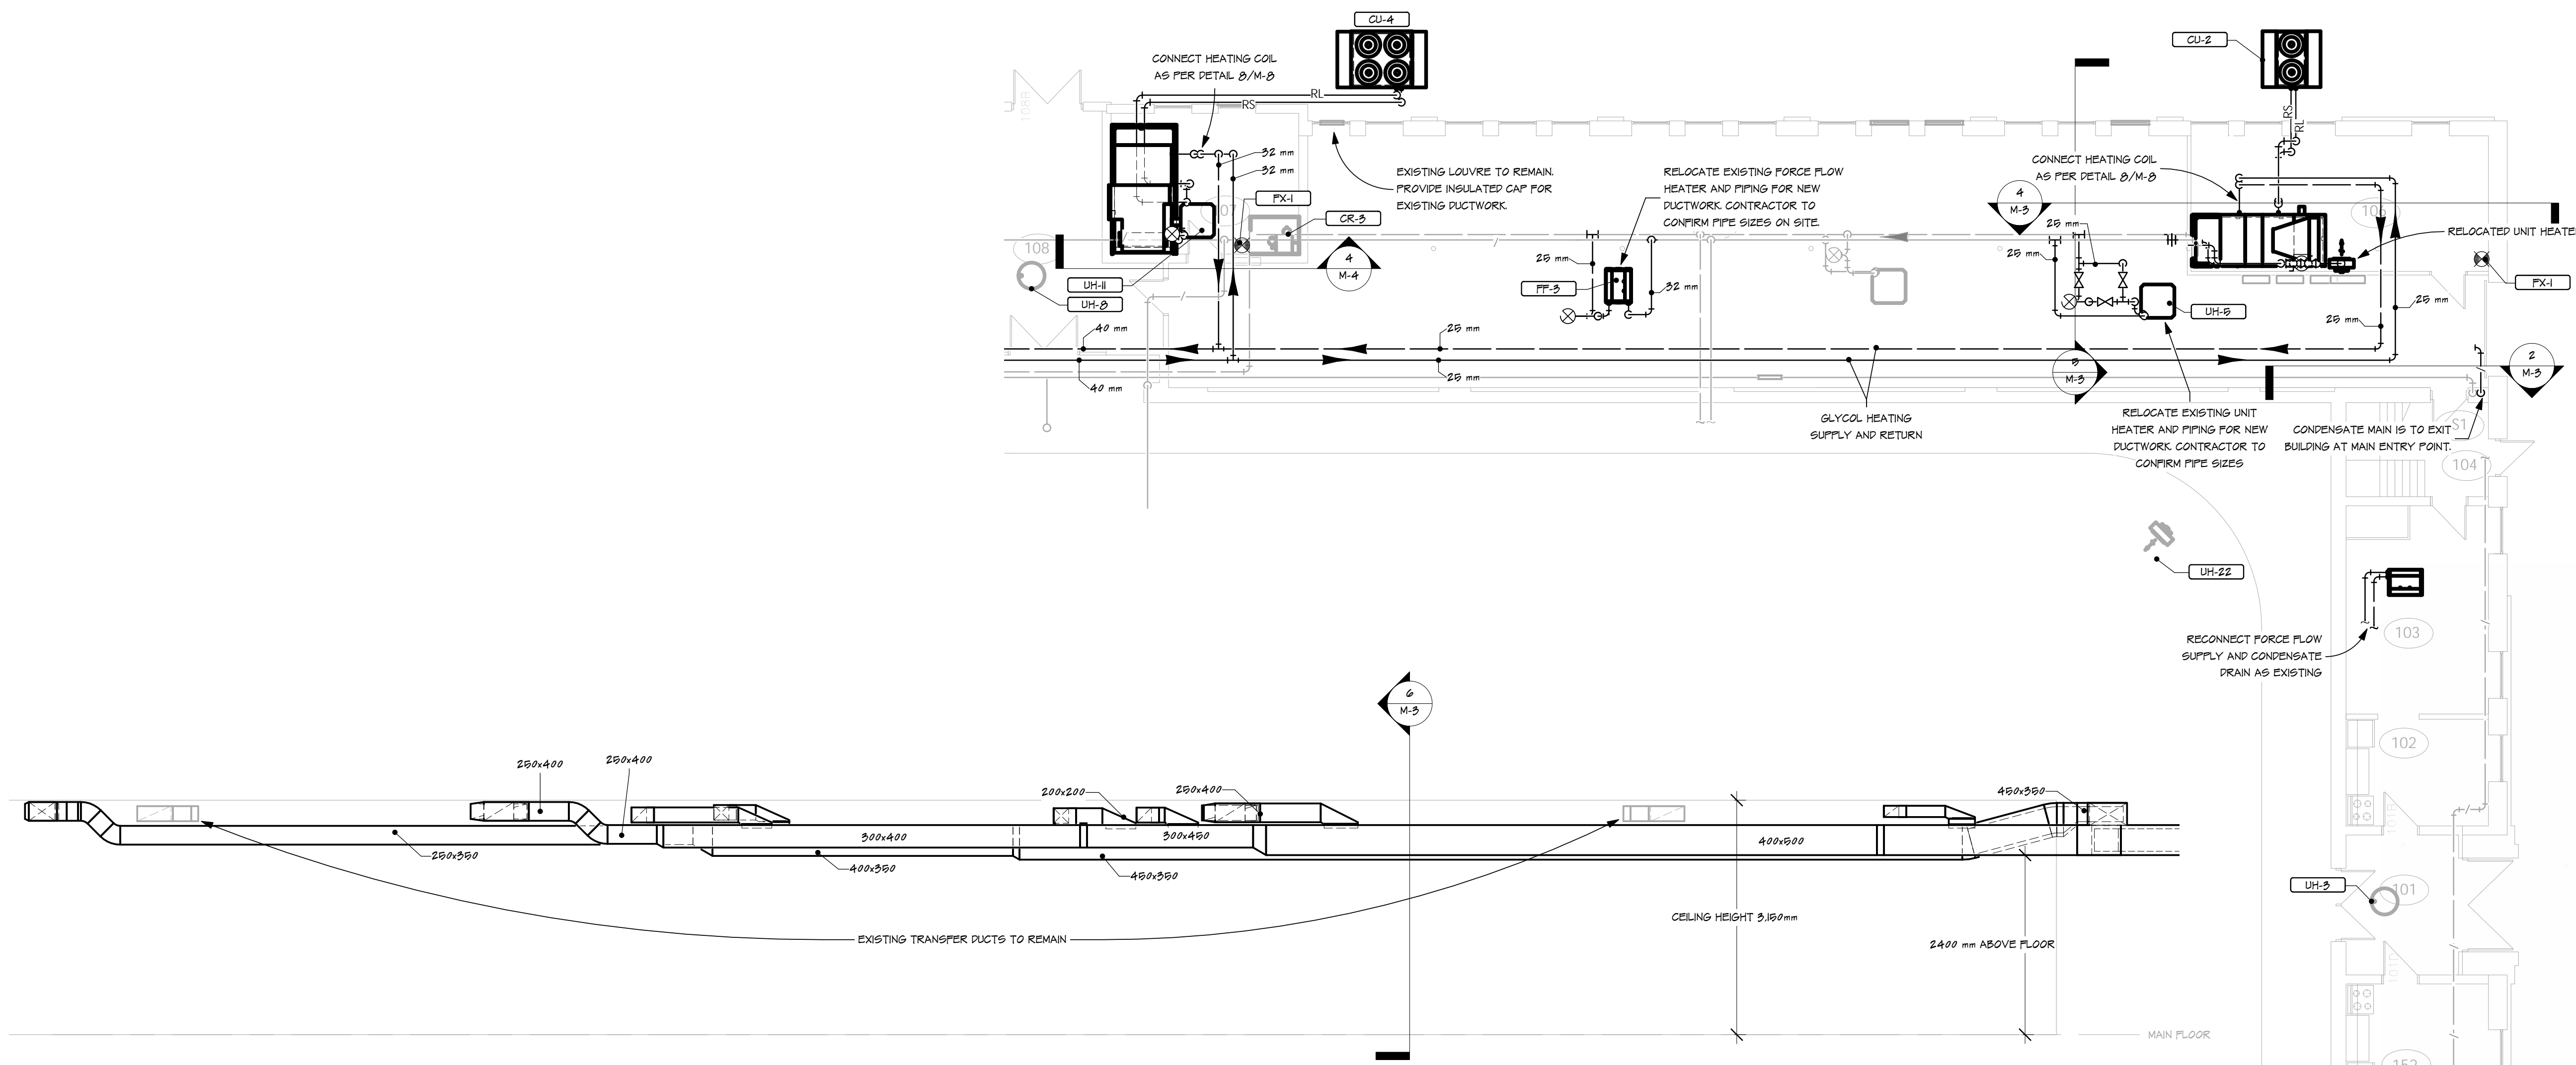 CU-4
CU-2
CONNECT HEATING COIL
AS PER DETAIL 8/M-8
RL
RS
RS
RL
108B
32 mm
32 mm
EXISTING LOUVRE TO REMAIN.
PROVIDE INSULATED CAP FOR
EXISTING DUCTWORK.
RELOCATE EXISTING FORCE FLOW
HEATER AND PIPING FOR NEW
DUCTWORK. CONTRACTOR TO
CONFIRM PIPE SIZES ON SITE.
CONNECT HEATING COIL
AS PER DETAIL 8/M-8
4
M-3
FX-1
CR-3
107
108
106
25 mm
25 mm
RELOCATED UNIT HEATE
4
M-4
UH-11
UH-8
25 mm
FF-3
32 mm
UH-5
FX-1
25 mm
25 mm
40 mm
25 mm
40 mm
25 mm
5
M-3
2
M-3
GLYCOL HEATING
SUPPLY AND RETURN
RELOCATE EXISTING UNIT
HEATER AND PIPING FOR NEW
DUCTWORK. CONTRACTOR TO
CONFIRM PIPE SIZES
CONDENSATE MAIN IS TO EXIT
BUILDING AT MAIN ENTRY POINT.
S1
104
UH-22
103
RECONNECT FORCE FLOW
SUPPLY AND CONDENSATE
DRAIN AS EXISTING
6
M-3
102
250x400
250x400
200x200
250x400
450x350
300x400
300x450
400x500
250x350
400x350
450x350
101B
UH-3
101
CEILING HEIGHT 3,150mm
EXISTING TRANSFER DUCTS TO REMAIN
2400 mm ABOVE FLOOR
MAIN FLOOR
152